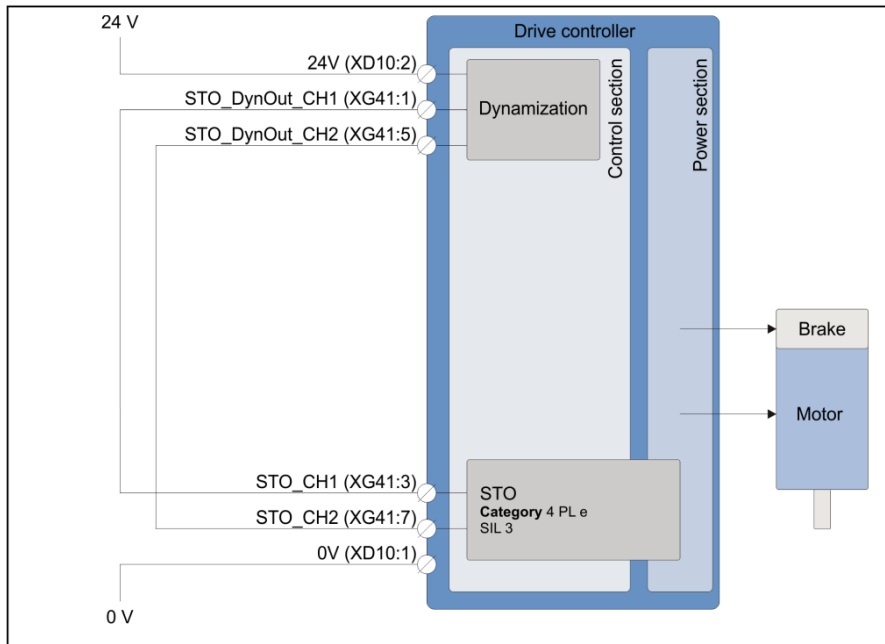 24 V
Drive controller
24V (XD10:2)
STO_DynOut_CH1 (XG41:1)
STO_DynOut_CH2 (XG41:5)
Dynamization
Control section
Power section
Brake
Motor
STO_CH1 (XG41:3)
STO_CH2 (XG41:7)
0V (XD10:1)
STO
Category 4 PL e
SIL 3
0 V